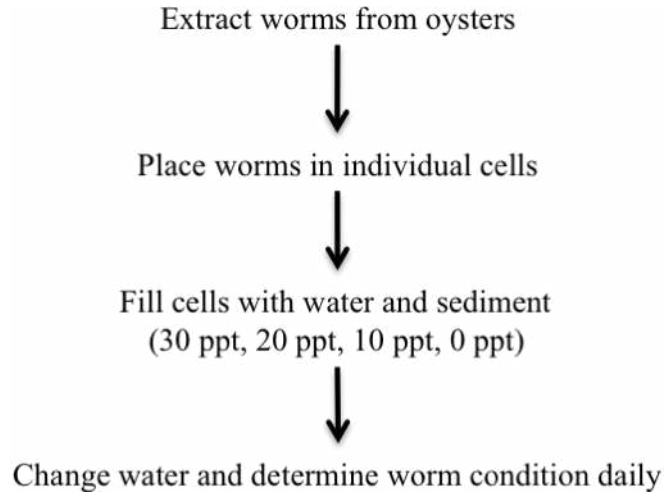 Extract worms from oysters
Place worms in individual cells
Fill cells with water and sediment
(30 ppt, 20 ppt, 10 ppt, 0 ppt)
Change water and determine worm condition daily